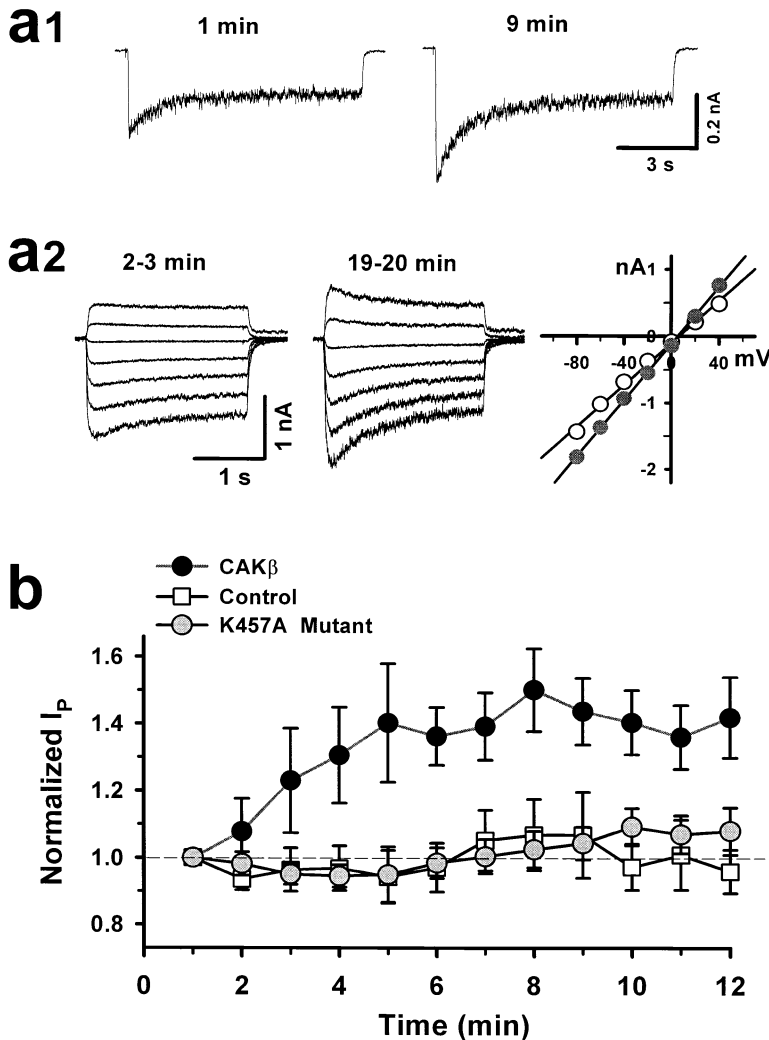 a1
1 min
9 min
0.2 nA
3 s
a2
2-3 min
19-20 min
1 nA
1 s
nA 1
0
-80 -40 0 40 mV
-1
-2
b
CAKβ
Control
K457A Mutant
1.6
1.4
1.2
1.0
0.8
Normalized IP
0 2 4 6 8 10 12
Time (min)